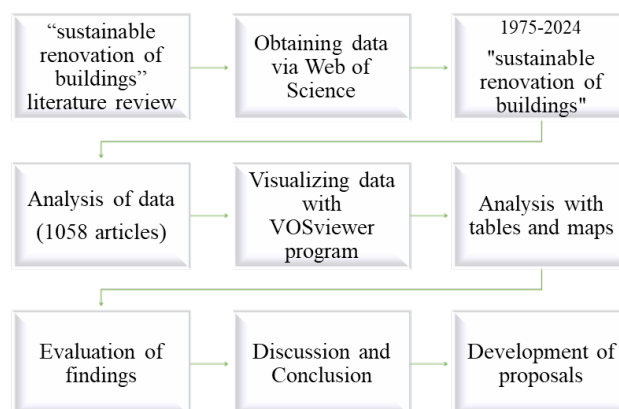 “sustainable
renovation of
buildings”
literature review
Obtaining data
via Web of
Science
1975-2024
"sustainable
renovation of
buildings"
Analysis of data
(1058 articles)
Visualizing data
with
VOSviewer
program
Analysis with
tables and maps
Evaluation of
findings
Discussion and
Conclusion
Development of
proposals